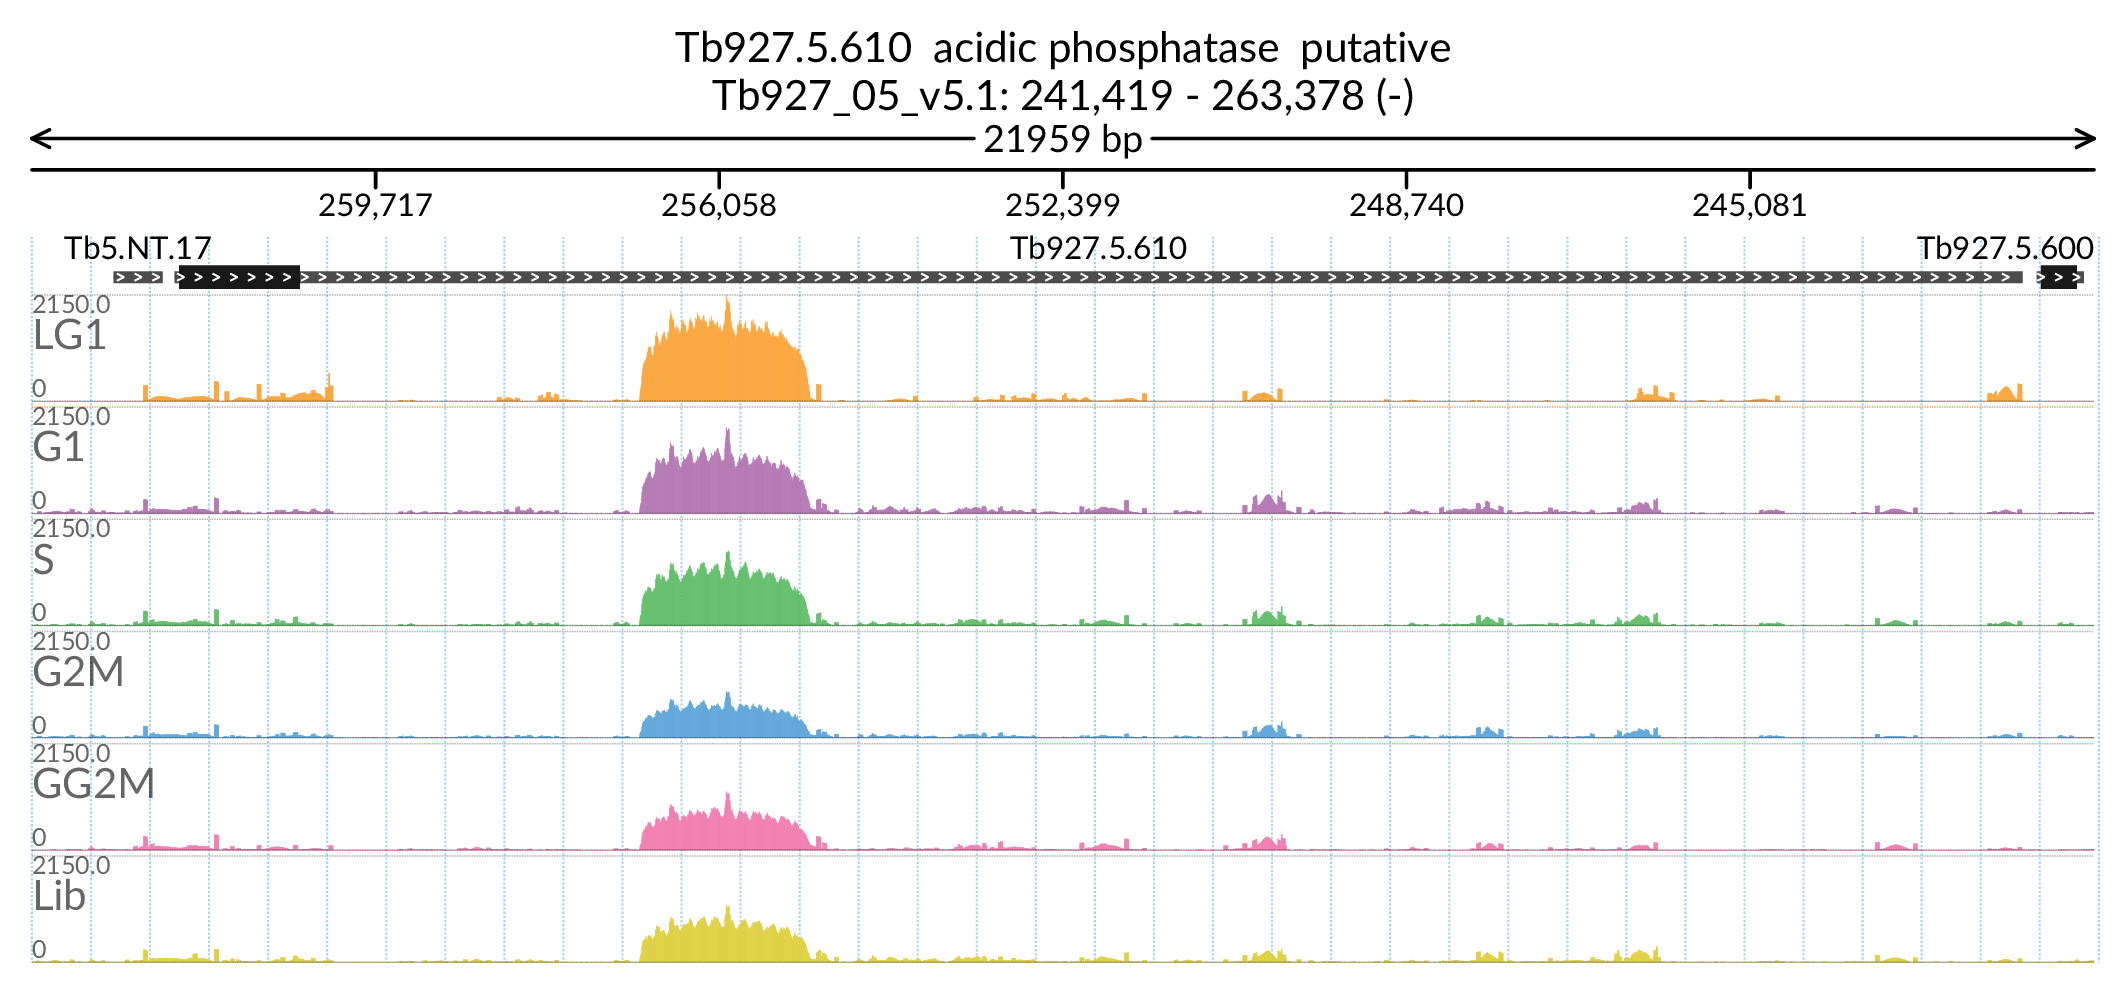 Tb927.5.610  acidic phosphatase  putative
Tb927_05_v5.1: 241,419 - 263,378 (-)
21959 bp
259,717 256,058 252,399 248,740 245,081
Tb5.NT.17 Tb927.5.610 Tb927.5.600
2150.0
LG1
0
2150.0
G1
0
2150.0
S
0
2150.0
G2M
0
2150.0
GG2M
0
2150.0
Lib
0